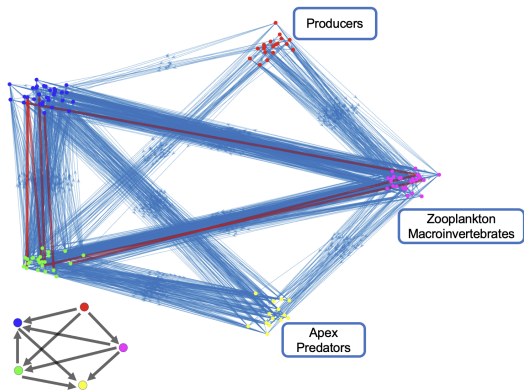 Producers
Zooplankton
Macroinvertebrates
Apex
Predators